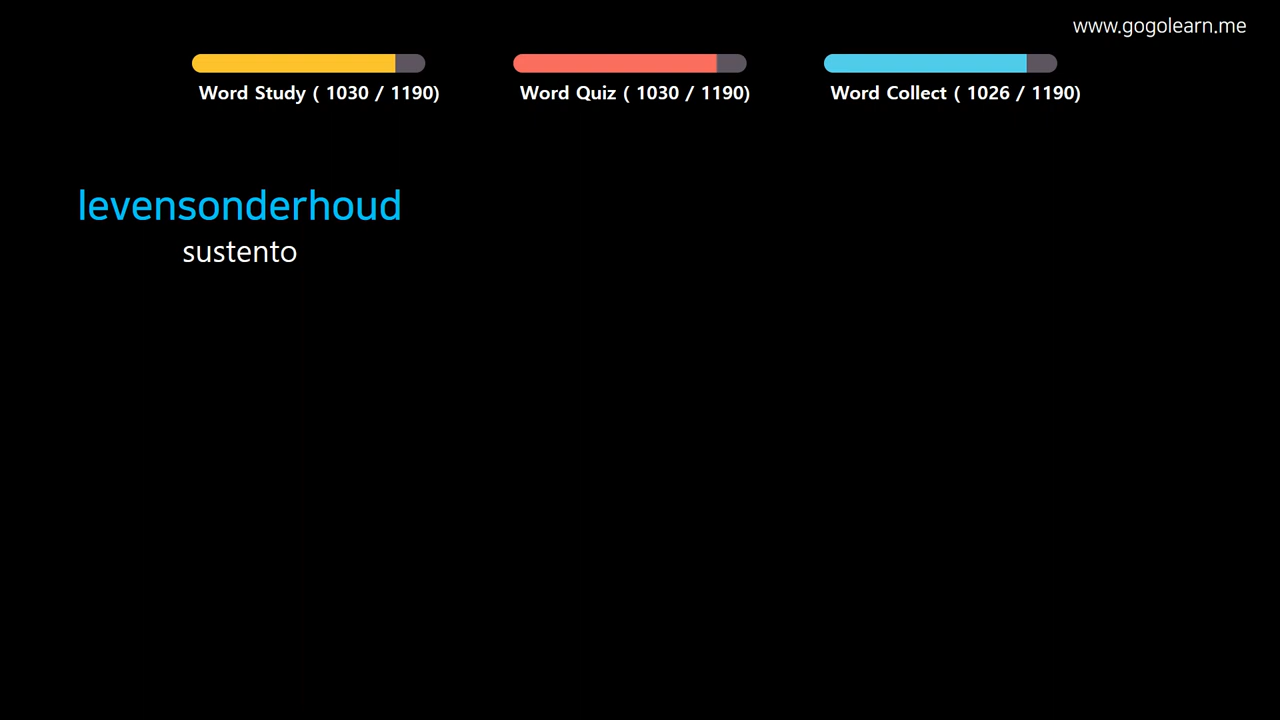 www.gogolearn.me
Word Study ( 1030 / 1190)
Word Quiz ( 1030 / 1190)
Word Collect ( 1026 / 1190)
levensonderhoud
sustento